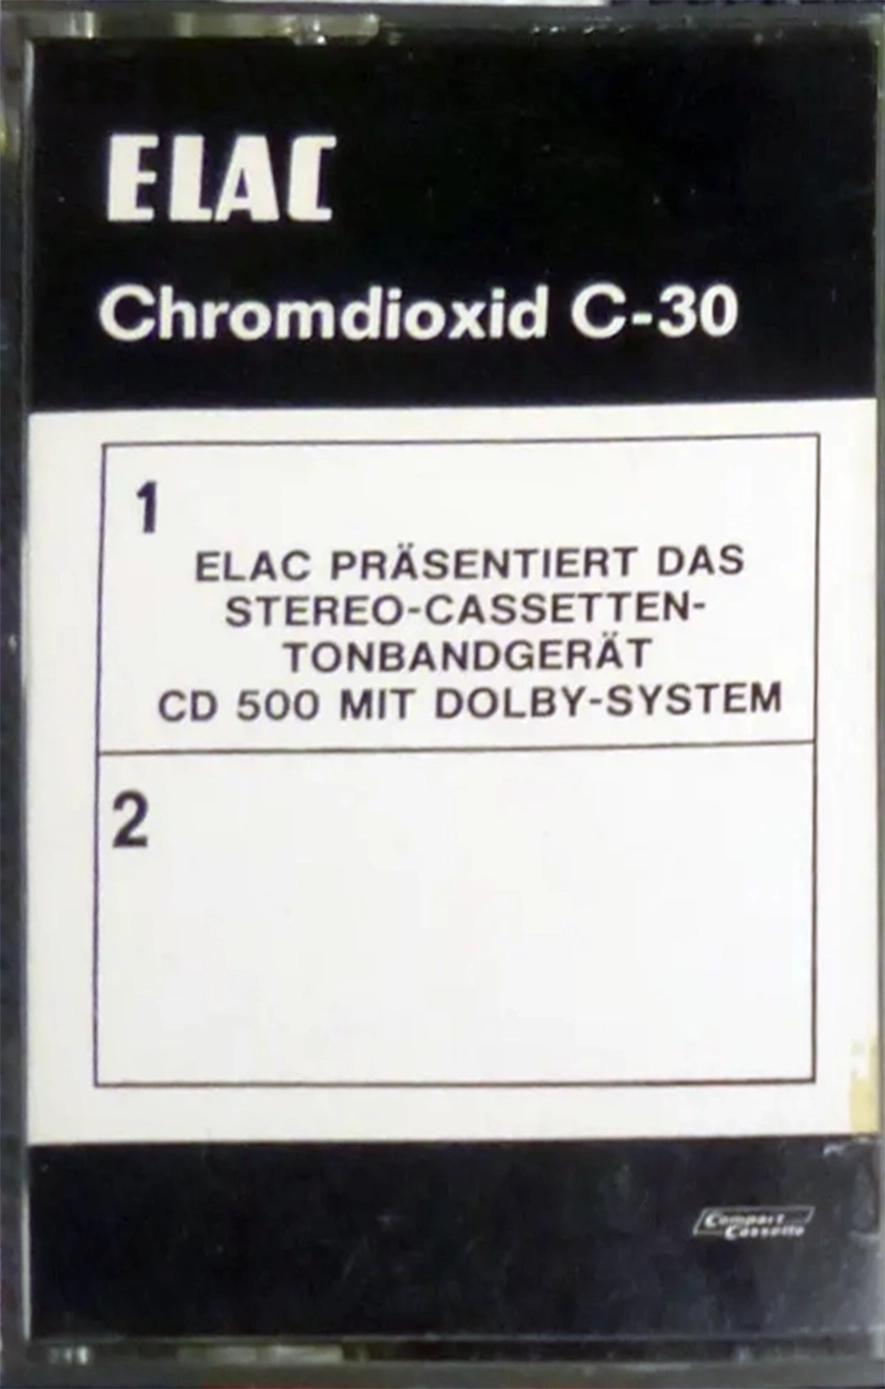 ELAC
Chromdioxid C-30
1
ELAC PRÄSENTIERT DAS
STEREO-CASSETTEN-
TONBANDGERÄT
CD 500 MIT DOLBY-SYSTEM
2
Compact
Cassette